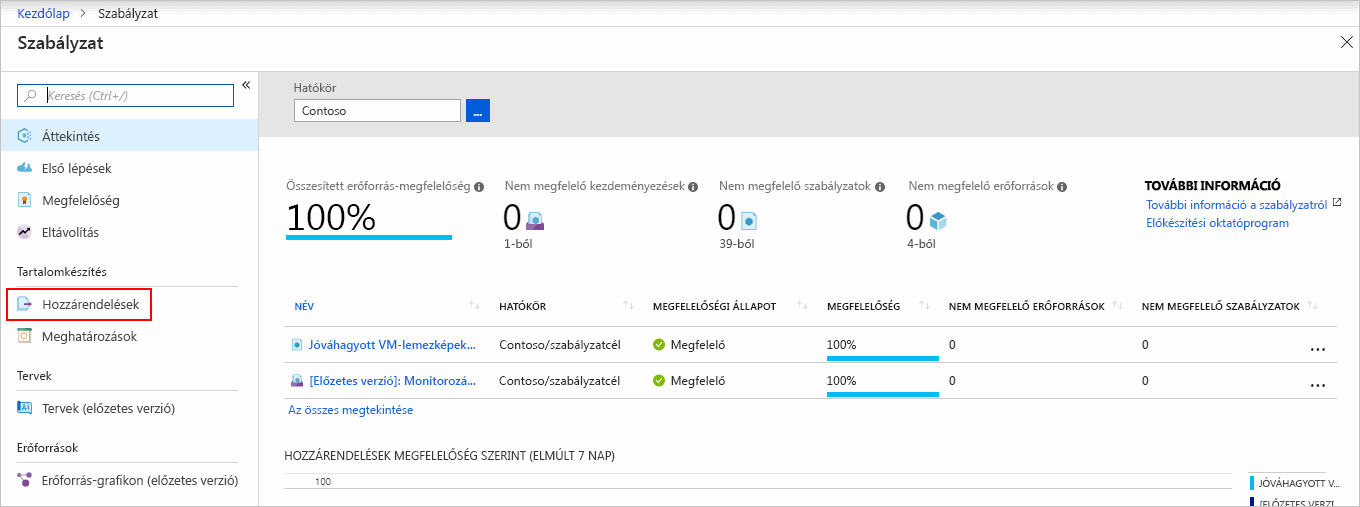 Kezdőlap > Szabályzat
Szabályzat
Keresés (Ctrl+/)
Áttekintés
Első lépések
Megfelelőség
Eltávolítás
Tartalomkészítés
Hozzárendelések
Meghatározások
Tervek
Tervek (előzetes verzió)
Erőforrások
Erőforrás-grafikon (előzetes verzió)
Hatókör
Contoso
...
Összesített erőforrás-megfelelőség
100%
Nem megfelelő kezdeményezések
0
1-ból
Nem megfelelő szabályzatok
0
39-ból
Nem megfelelő erőforrások
0
4-ból
TOVÁBBI INFORMÁCIÓ
További információ a szabályzatról
Előkészítési oktatóprogram
NÉV HATÓKÖR MEGFELELŐSÉGI ÁLLAPOT MEGFELELŐSÉG NEM MEGFELELŐ ERŐFORRÁSOK NEM MEGFELELŐ SZABÁLYZATOK
Jóváhagyott VM-lemezképek... Contoso/szabályzatcél Megfelelő 100% 0 0 ...
[Előzetes verzió]: Monitorozá... Contoso/szabályzatcél Megfelelő 100% 0 0 ...
Az összes megtekintése
HOZZÁRENDELÉSEK MEGFELELŐSÉG SZERINT (ELMÚLT 7 NAP)
100
JÓVÁHAGYOTT V...
[ELŐZETES VERZI...